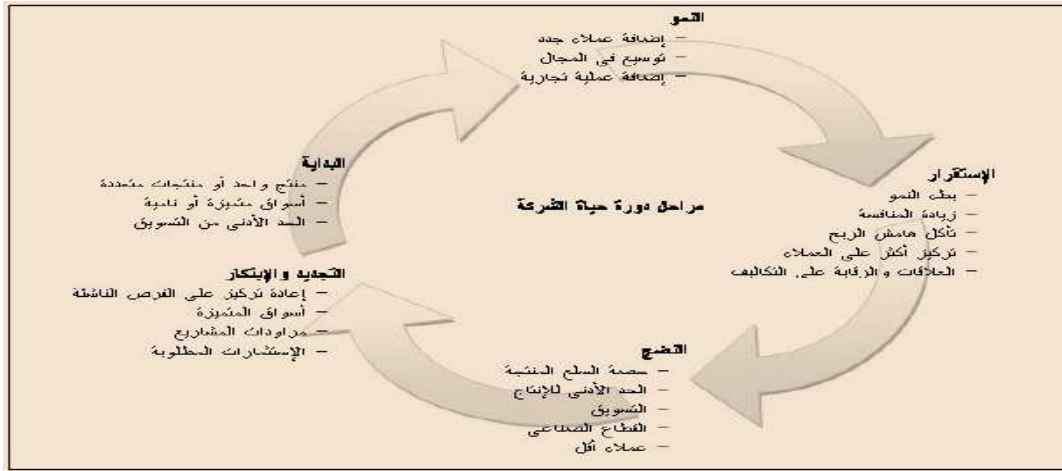 النمو
– إضافة عملاء جدد
– توسيع في المجال
– إضافة عملية تجارية
البداية
– منتج واحد أو منتجات متعددة
– أسواق متميزة أو نامية
– الحد الأدنى من التسويق
مراحل دورة حياة الشركة
الإستقرار
– بطء النمو
– زيادة المنافسة
– تآكل هامش الربح
– تركيز أكثر على العملاء
– العلاقات والرقابة على التكاليف
التجديد والإبتكار
– إعادة تركيز على الفرص الناشئة
– أسواق المتميزة
– مراودات المشاريع
– الإستثمارات المطلوبة
النضج
– حصة السلع المنتجة
– الحد الأدنى للإنتاج
– التسويق
– القطاع الصناعي
– عملاء أقل